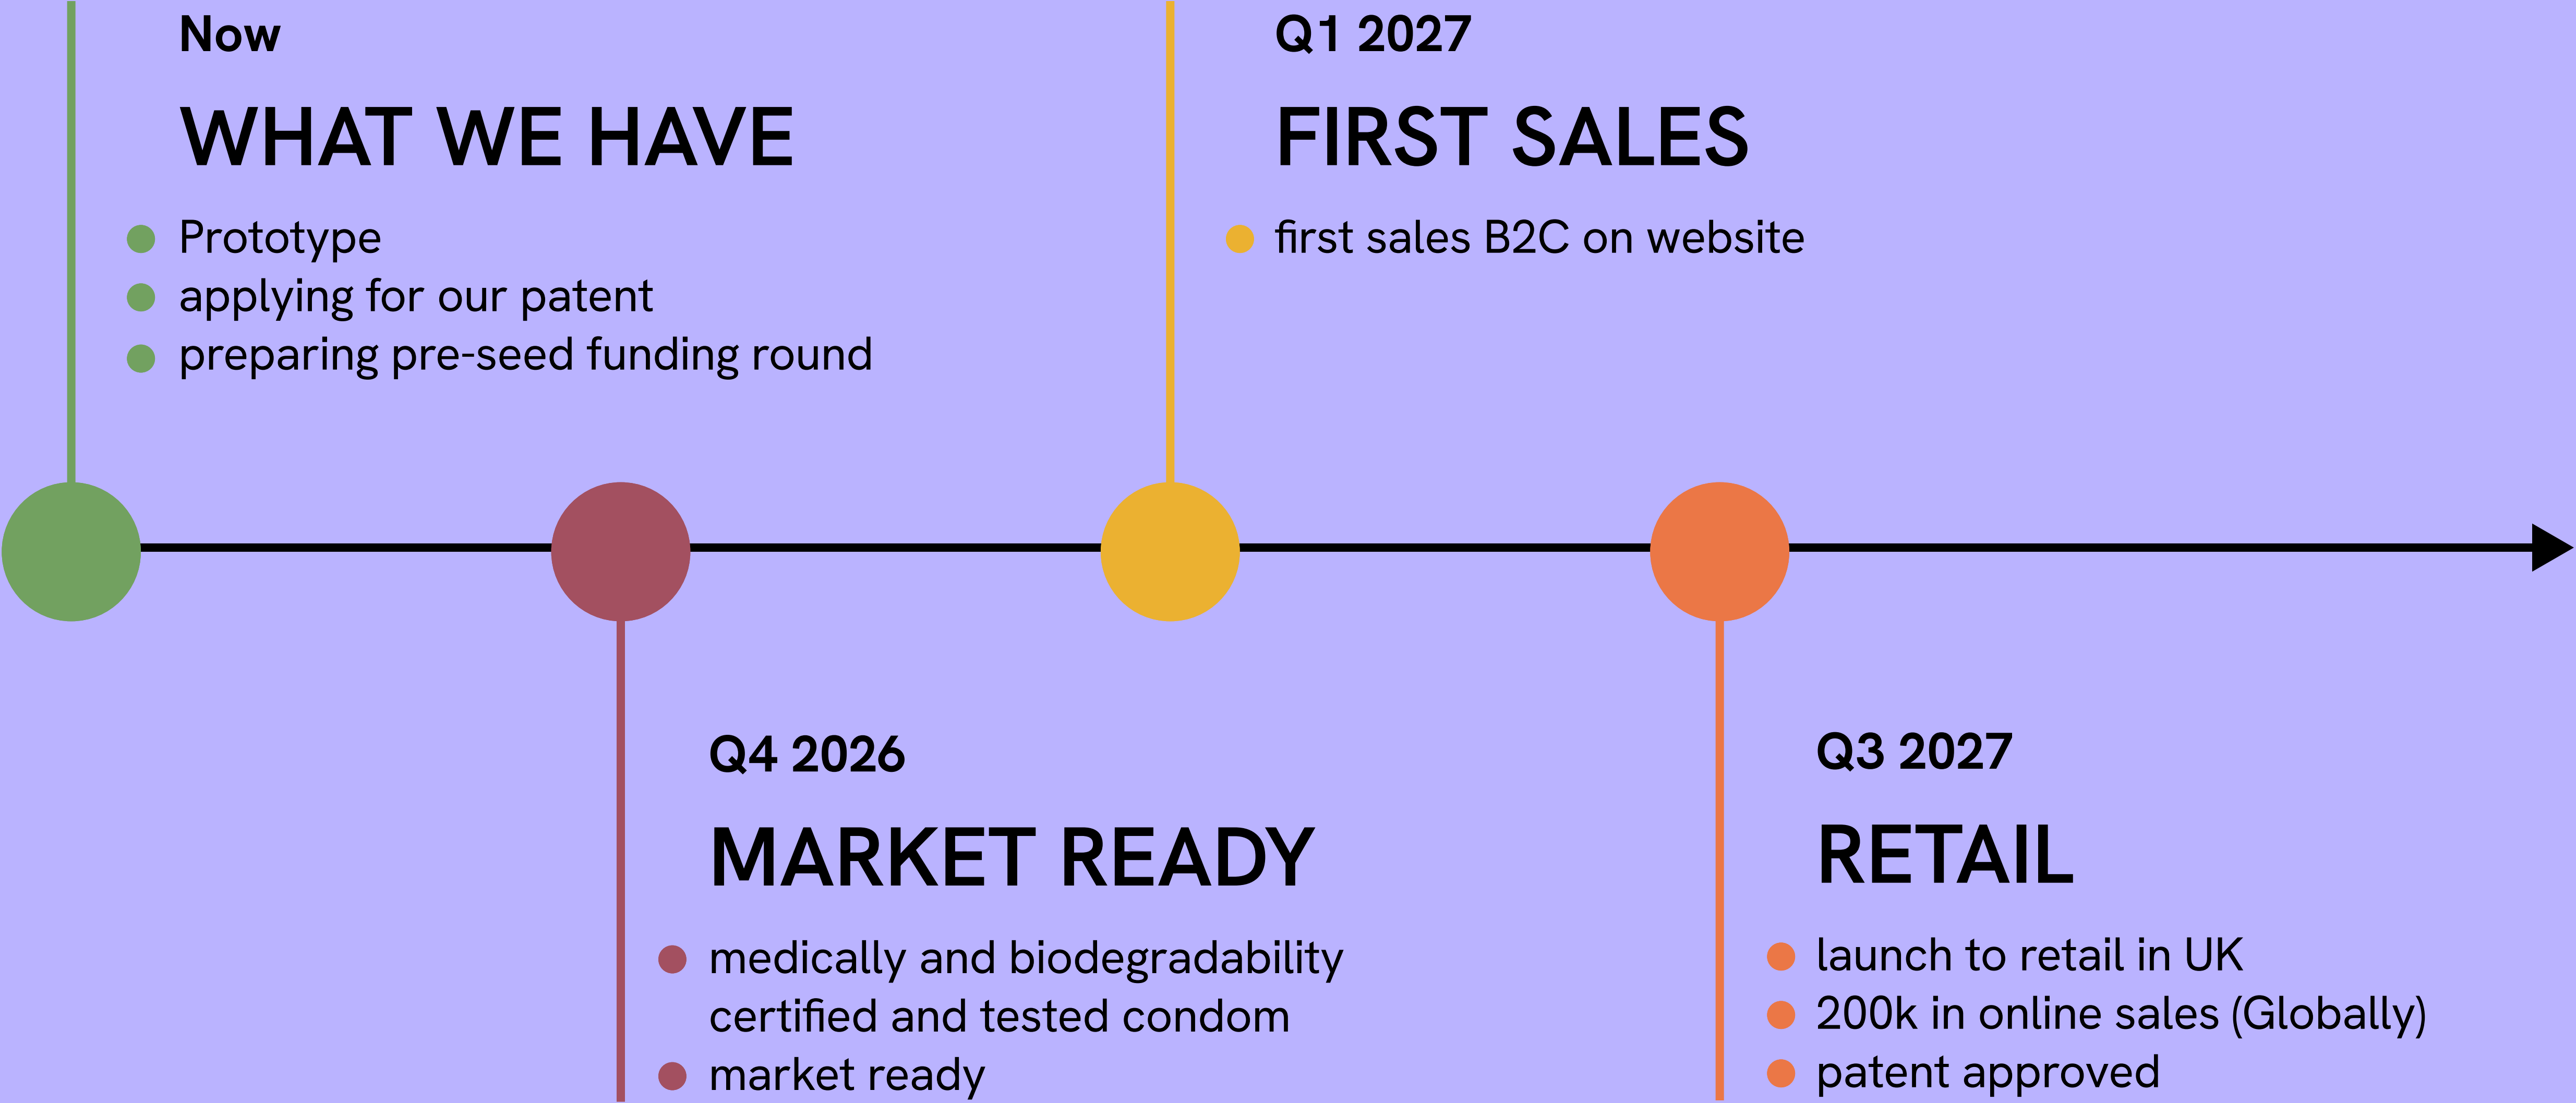 Now
WHAT WE HAVE
Prototype
applying for our patent
preparing pre-seed funding round
Q4 2026
MARKET READY
medically and biodegradability
certified and tested condom
market ready
Q1 2027
FIRST SALES
first sales B2C on website
Q3 2027
RETAIL
launch to retail in UK
200k in online sales (Globally)
patent approved